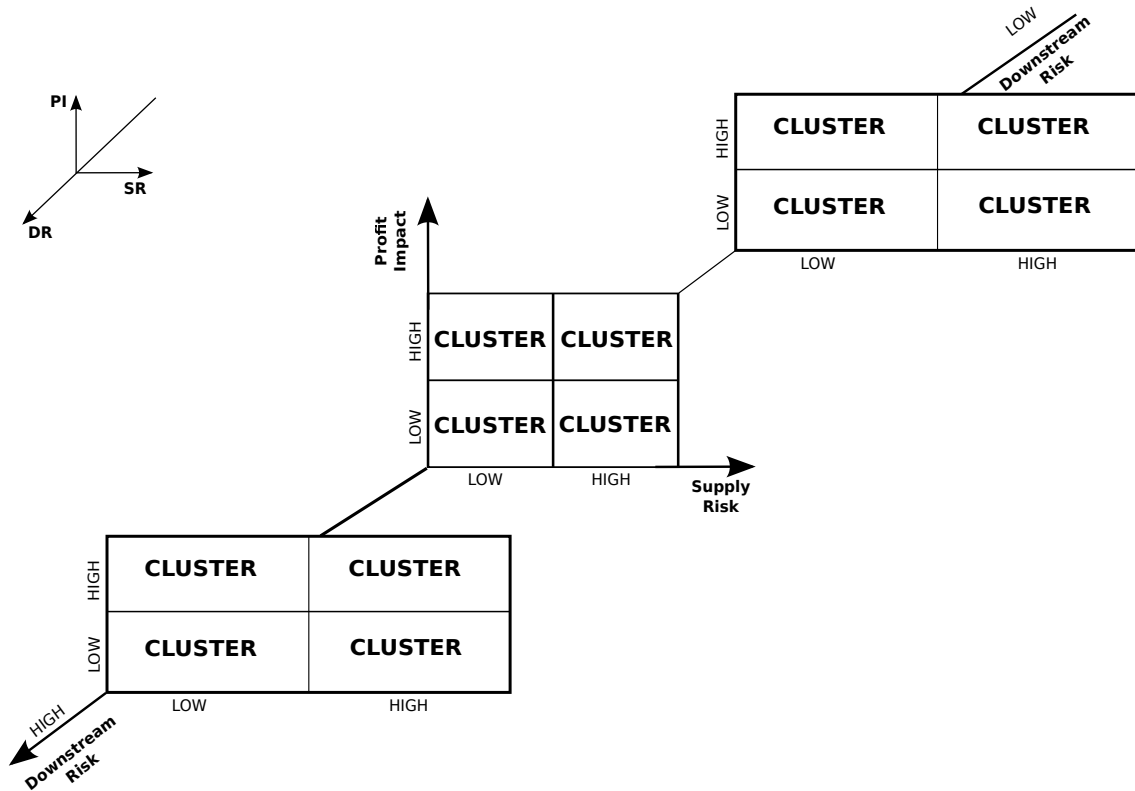 LOW
Downstream
Risk
PI
SR
DR
HIGH
CLUSTER
CLUSTER
LOW
CLUSTER
CLUSTER
LOW
HIGH
Profit
Impact
HIGH
CLUSTER
CLUSTER
LOW
CLUSTER
CLUSTER
LOW
HIGH
Supply
Risk
HIGH
CLUSTER
CLUSTER
LOW
CLUSTER
CLUSTER
LOW
HIGH
HIGH
Downstream
Risk